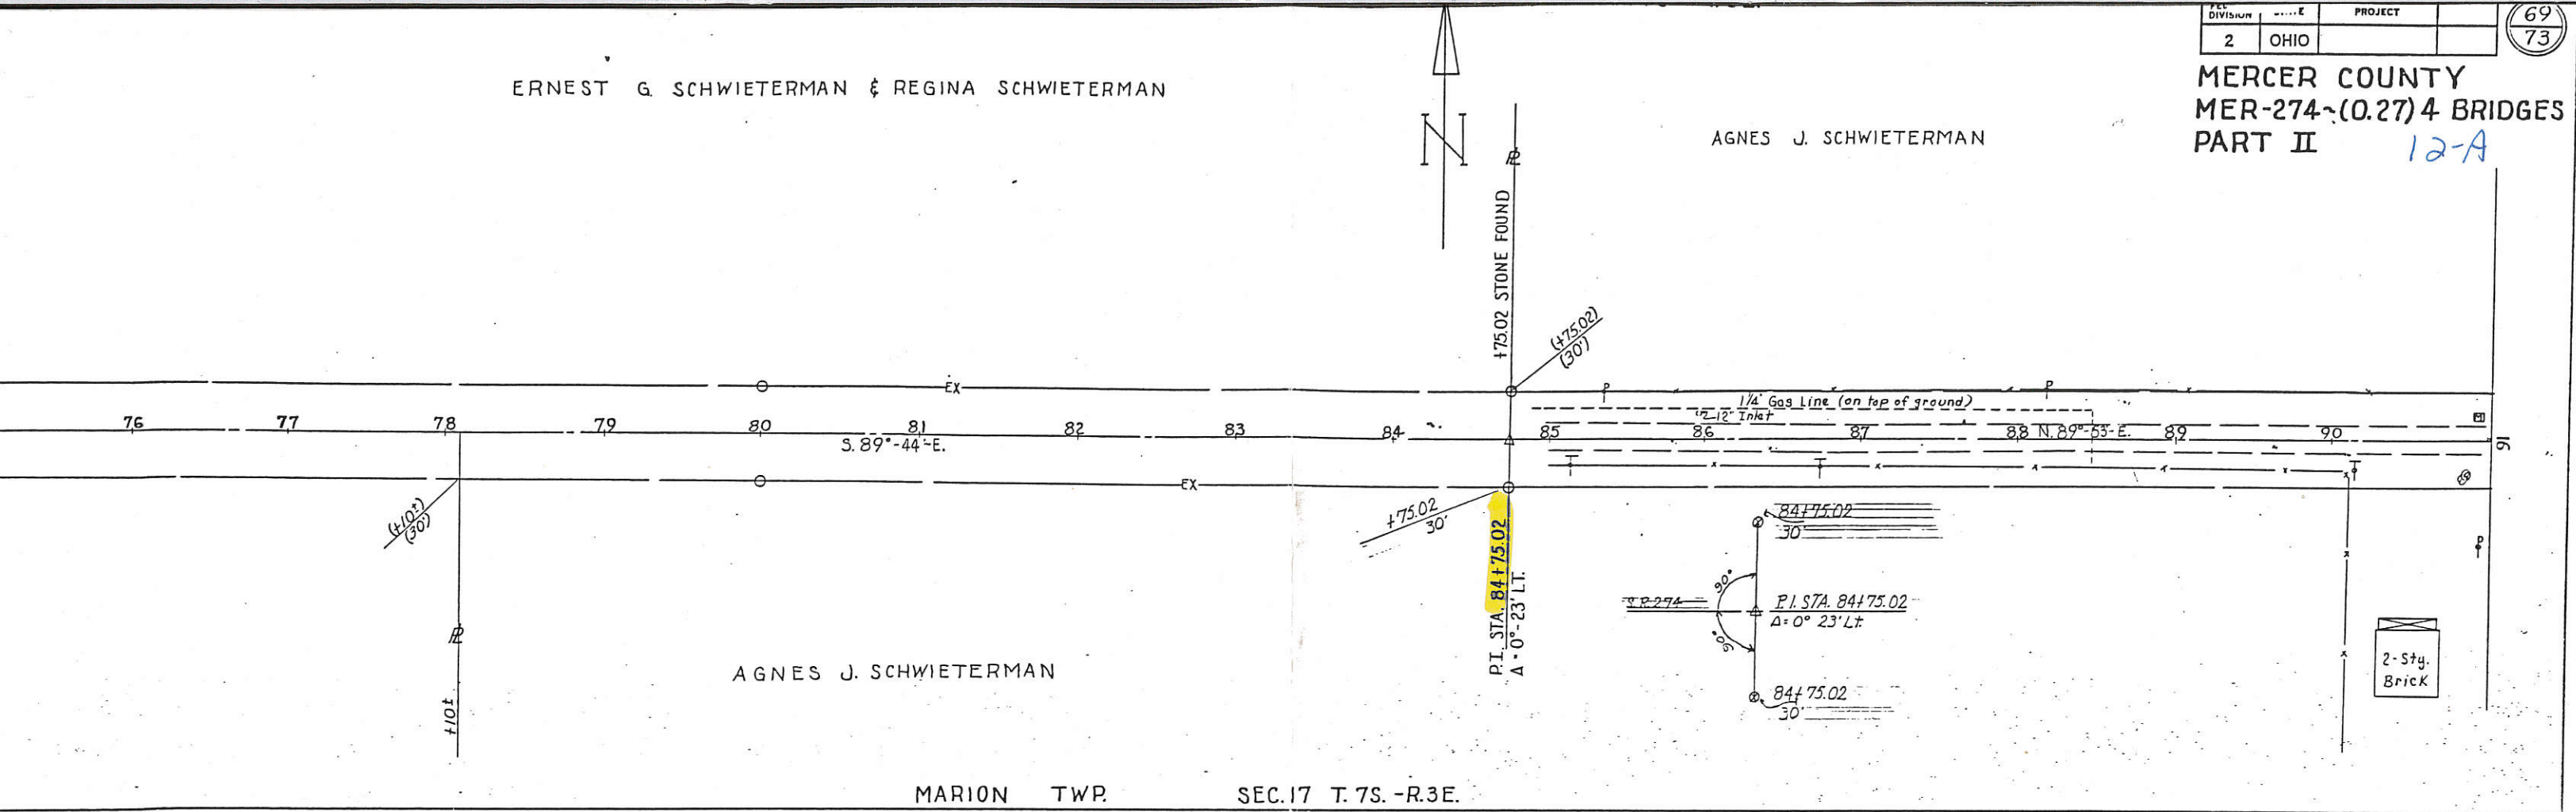 DIVISION PROJECT
2 OHIO
69
73
MERCER COUNTY
MER-274~(0.27) 4 BRIDGES
PART II
12-A
ERNEST G. SCHWIETERMAN & REGINA SCHWIETERMAN
N
AGNES J. SCHWIETERMAN
PL
+75.02 STONE FOUND
(+75.02)
(30')
EX
P
P
1¼" Gas Line (on top of ground)
12" Inlet
76 77 78 79 80 81 82 83 84 85 86 87 88 N. 89°-53'-E. 89 90
91
S. 89°-44'-E.
M
T T T
EX
(+10±)
(30')
+75.02
30'
P.I. STA. 84+75.02
Δ=0°-23' LT.
84+75.02
30'
90°
S.R. 274
P.I. STA. 84+75.02
Δ=0° 23' Lt.
90°
84+75.02
30'
P
2-Sty.
Brick
PL
+10±
AGNES J. SCHWIETERMAN
MARION TWP. SEC. 17 T. 7S. -R. 3E.